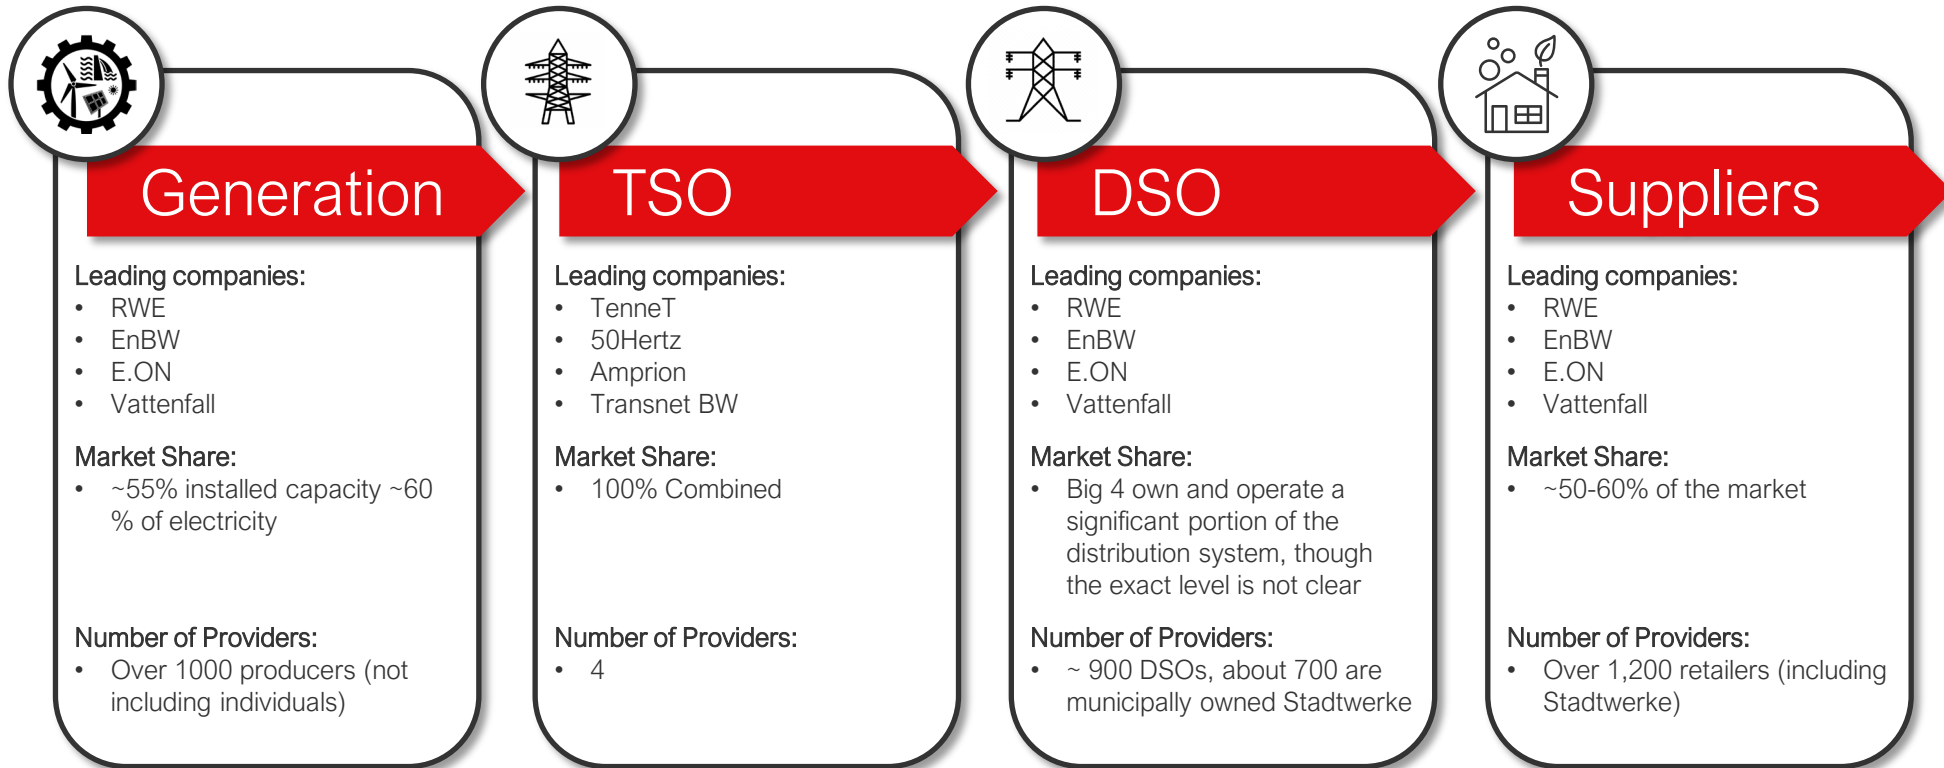 Generation
Leading companies:
• RWE
• EnBW
• E.ON
• Vattenfall
Market Share:
• ~55% installed capacity ~60
% of electricity
Number of Providers:
• Over 1000 producers (not
including individuals)
TSO
Leading companies:
• TenneT
• 50Hertz
• Amprion
• Transnet BW
Market Share:
• 100% Combined
Number of Providers:
• 4
DSO
Leading companies:
• RWE
• EnBW
• E.ON
• Vattenfall
Market Share:
• Big 4 own and operate a
significant portion of the
distribution system, though
the exact level is not clear
Number of Providers:
• ~ 900 DSOs, about 700 are
municipally owned Stadtwerke
Suppliers
Leading companies:
• RWE
• EnBW
• E.ON
• Vattenfall
Market Share:
• ~50-60% of the market
Number of Providers:
• Over 1,200 retailers (including
Stadtwerke)